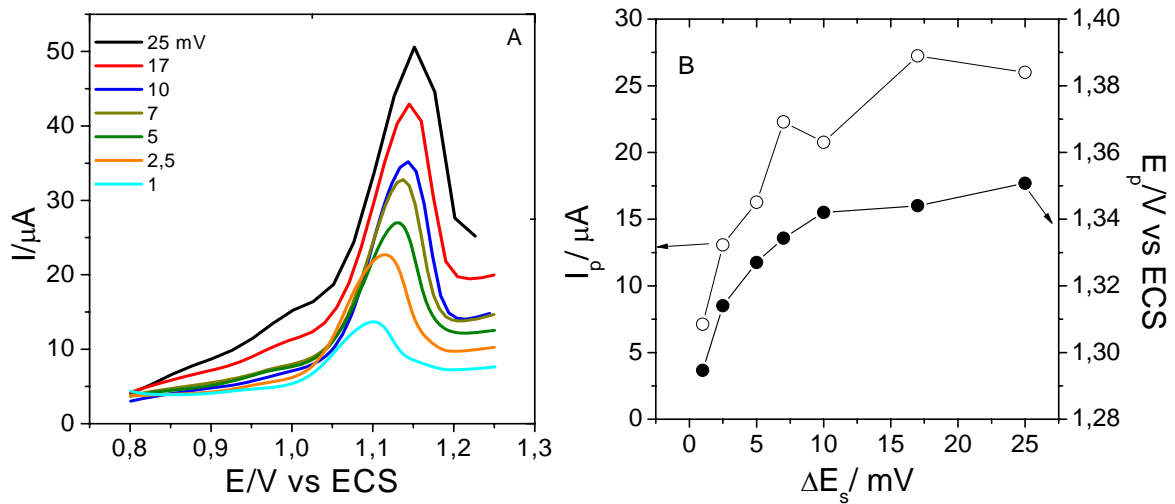 A
25 mV
17
10
7
5
2,5
1
50
40
30
20
10
0
I/μA
0,8 0,9 1,0 1,1 1,2 1,3
E/V vs ECS
B
30
25
20
15
10
5
0
I_p/ μA
0 5 10 15 20 25
ΔE_s/ mV
1,40
1,38
1,36
1,34
1,32
1,30
1,28
E_p/V vs ECS